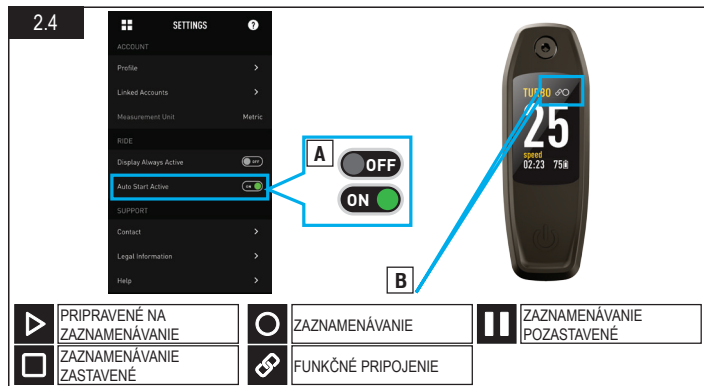 2.4
SETTINGS
?
ACCOUNT
Profile
Linked Accounts
Measurement Unit Metric
RIDE
Display Always Active OFF
Auto Start Active ON
SUPPORT
Contact
Legal Information
Help
A
OFF
ON
TURBO
25
speed
02:23 75
B
PRIPRAVENÉ NA
ZAZNAMENÁVANIE
ZAZNAMENÁVANIE
ZAZNAMENÁVANIE
POZASTAVENÉ
ZAZNAMENÁVANIE
ZASTAVENÉ
FUNKČNÉ PRIPOJENIE